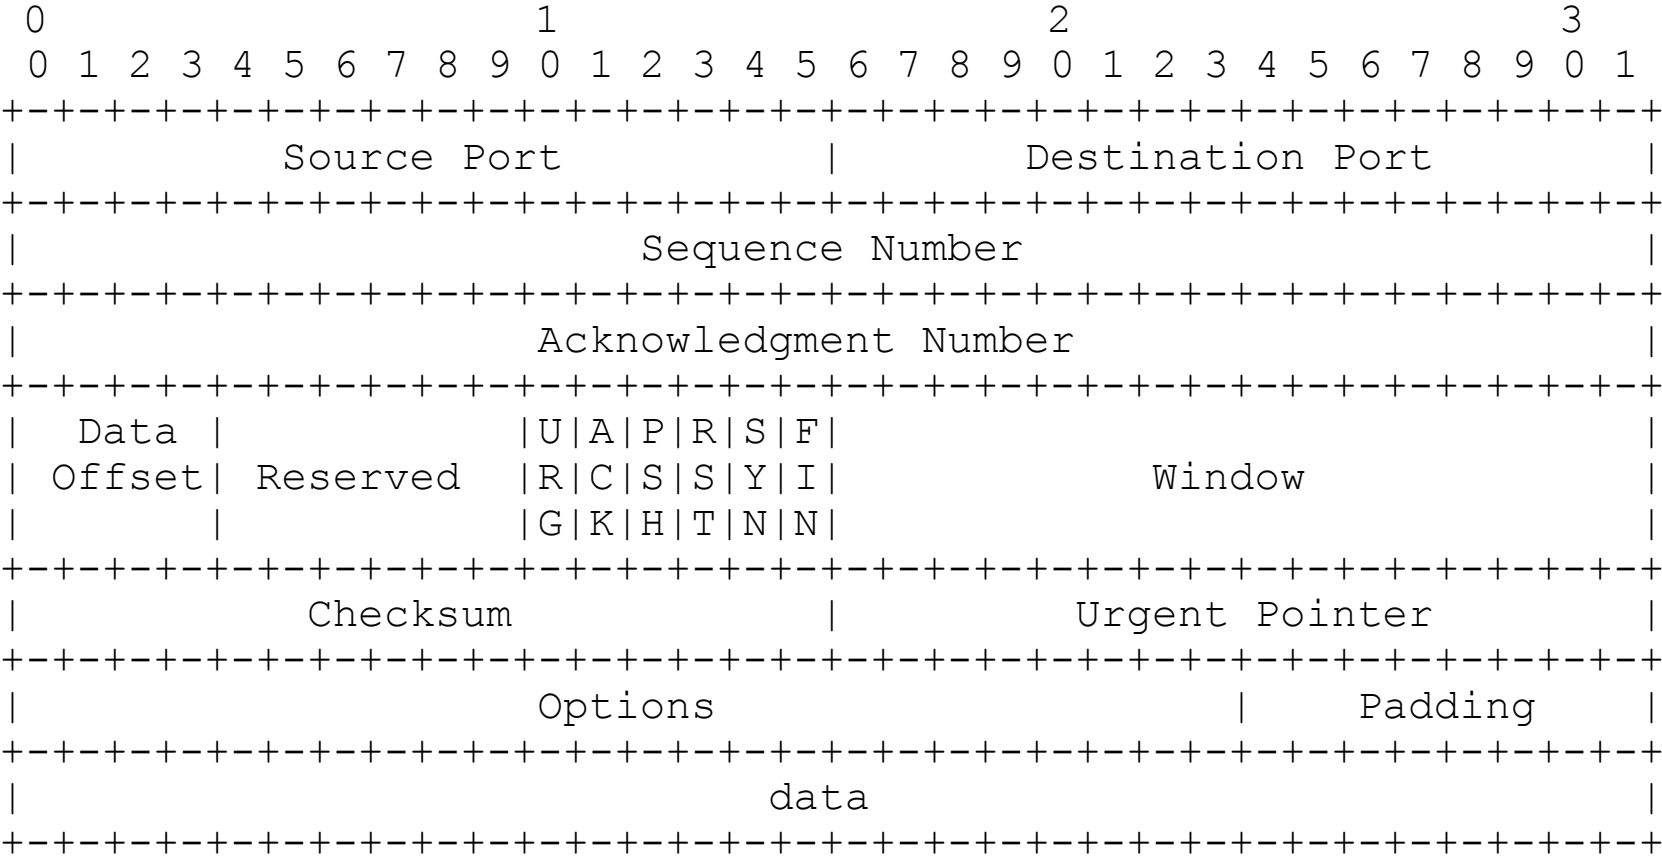 0                   1                   2                   3
 0 1 2 3 4 5 6 7 8 9 0 1 2 3 4 5 6 7 8 9 0 1 2 3 4 5 6 7 8 9 0 1
+-+-+-+-+-+-+-+-+-+-+-+-+-+-+-+-+-+-+-+-+-+-+-+-+-+-+-+-+-+-+-+-+
|          Source Port          |       Destination Port        |
+-+-+-+-+-+-+-+-+-+-+-+-+-+-+-+-+-+-+-+-+-+-+-+-+-+-+-+-+-+-+-+-+
|                        Sequence Number                        |
+-+-+-+-+-+-+-+-+-+-+-+-+-+-+-+-+-+-+-+-+-+-+-+-+-+-+-+-+-+-+-+-+
|                    Acknowledgment Number                      |
+-+-+-+-+-+-+-+-+-+-+-+-+-+-+-+-+-+-+-+-+-+-+-+-+-+-+-+-+-+-+-+-+
|  Data |           |U|A|P|R|S|F|                               |
| Offset| Reserved  |R|C|S|S|Y|I|            Window             |
|       |           |G|K|H|T|N|N|                               |
+-+-+-+-+-+-+-+-+-+-+-+-+-+-+-+-+-+-+-+-+-+-+-+-+-+-+-+-+-+-+-+-+
|           Checksum            |         Urgent Pointer        |
+-+-+-+-+-+-+-+-+-+-+-+-+-+-+-+-+-+-+-+-+-+-+-+-+-+-+-+-+-+-+-+-+
|                    Options                    |    Padding    |
+-+-+-+-+-+-+-+-+-+-+-+-+-+-+-+-+-+-+-+-+-+-+-+-+-+-+-+-+-+-+-+-+
|                             data                              |
+-+-+-+-+-+-+-+-+-+-+-+-+-+-+-+-+-+-+-+-+-+-+-+-+-+-+-+-+-+-+-+-+